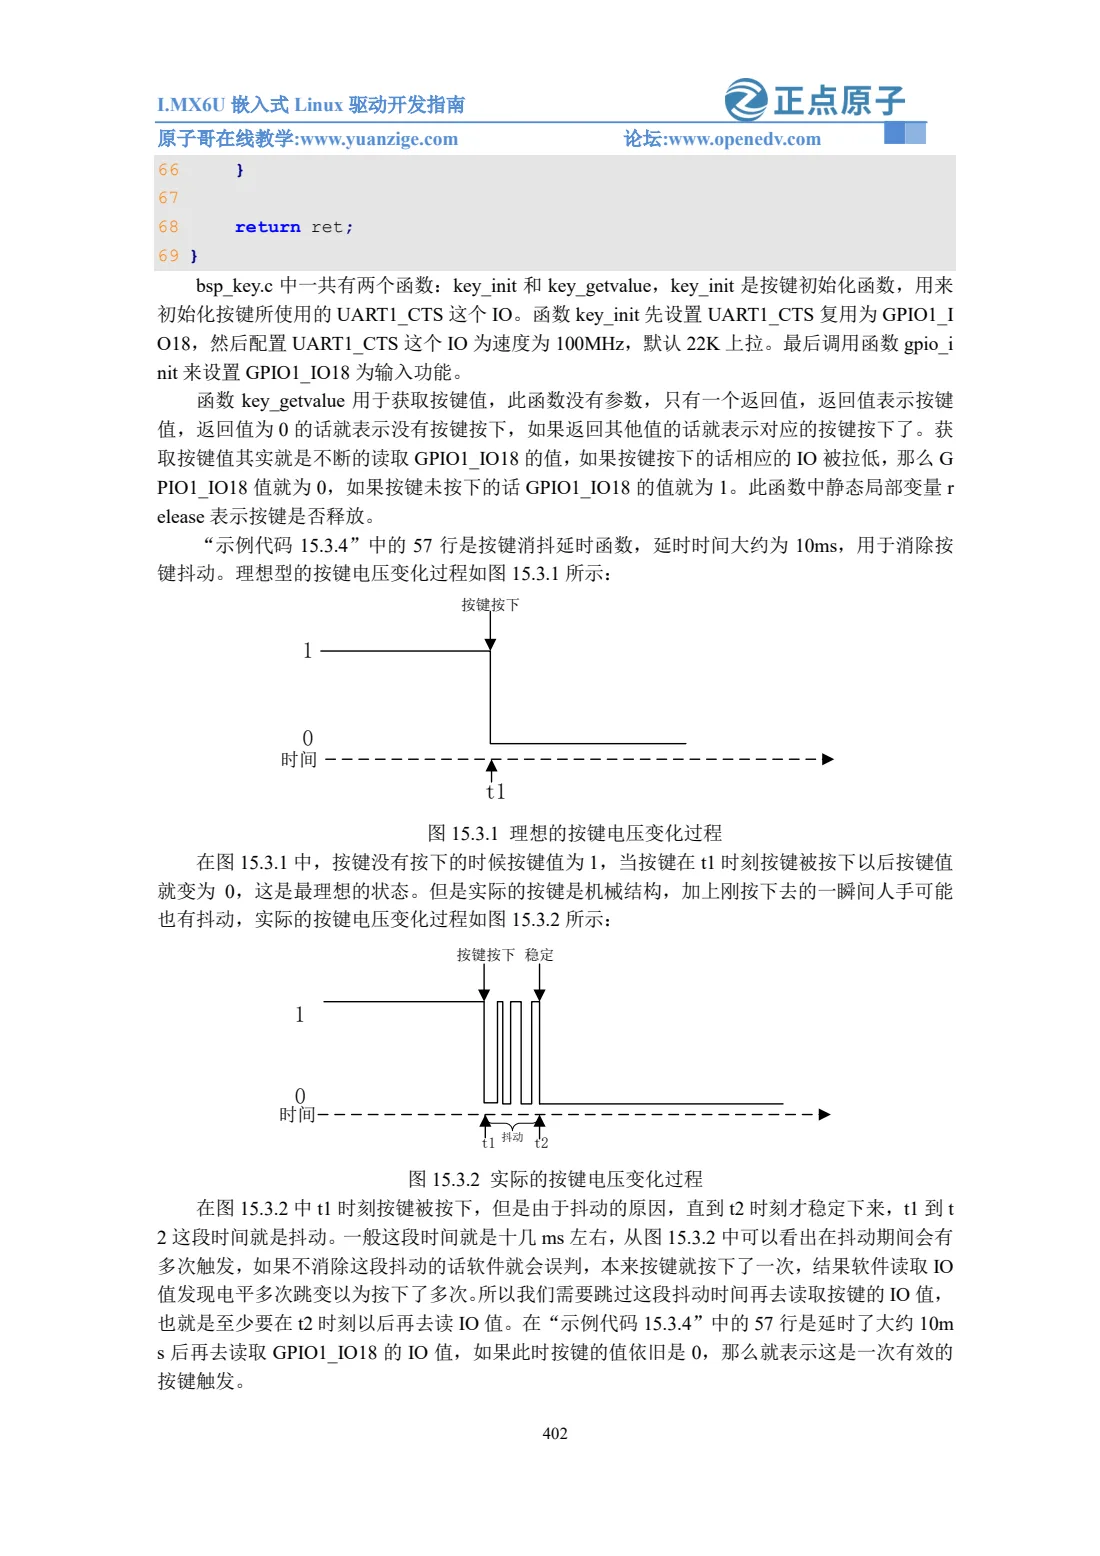 I.MX6U 嵌入式 Linux 驱动开发指南
正点原子
原子哥在线教学:www.yuanzige.com 论坛:www.openedv.com
66 }
67
68 return ret;
69 }
bsp_key.c 中一共有两个函数：key_init 和 key_getvalue，key_init 是按键初始化函数，用来
初始化按键所使用的 UART1_CTS 这个 IO。函数 key_init 先设置 UART1_CTS 复用为 GPIO1_I
O18，然后配置 UART1_CTS 这个 IO 为速度为 100MHz，默认 22K 上拉。最后调用函数 gpio_i
nit 来设置 GPIO1_IO18 为输入功能。
函数 key_getvalue 用于获取按键值，此函数没有参数，只有一个返回值，返回值表示按键
值，返回值为 0 的话就表示没有按键按下，如果返回其他值的话就表示对应的按键按下了。获
取按键值其实就是不断的读取 GPIO1_IO18 的值，如果按键按下的话相应的 IO 被拉低，那么 G
PIO1_IO18 值就为 0，如果按键未按下的话 GPIO1_IO18 的值就为 1。此函数中静态局部变量 r
elease 表示按键是否释放。
“示例代码 15.3.4”中的 57 行是按键消抖延时函数，延时时间大约为 10ms，用于消除按
键抖动。理想型的按键电压变化过程如图 15.3.1 所示：
按键按下
1
0
时间
t1
图 15.3.1 理想的按键电压变化过程
在图 15.3.1 中，按键没有按下的时候按键值为 1，当按键在 t1 时刻按键被按下以后按键值
就变为 0，这是最理想的状态。但是实际的按键是机械结构，加上刚按下去的一瞬间人手可能
也有抖动，实际的按键电压变化过程如图 15.3.2 所示：
按键按下 稳定
1
0
时间
t1 抖动 t2
图 15.3.2 实际的按键电压变化过程
在图 15.3.2 中 t1 时刻按键被按下，但是由于抖动的原因，直到 t2 时刻才稳定下来，t1 到 t
2 这段时间就是抖动。一般这段时间就是十几 ms 左右，从图 15.3.2 中可以看出在抖动期间会有
多次触发，如果不消除这段抖动的话软件就会误判，本来按键就按下了一次，结果软件读取 IO
值发现电平多次跳变以为按下了多次。所以我们需要跳过这段抖动时间再去读取按键的 IO 值，
也就是至少要在 t2 时刻以后再去读 IO 值。在“示例代码 15.3.4”中的 57 行是延时了大约 10m
s 后再去读取 GPIO1_IO18 的 IO 值，如果此时按键的值依旧是 0，那么就表示这是一次有效的
按键触发。
402